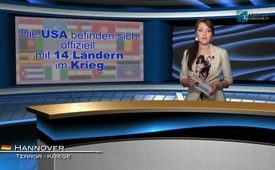 Die USA befinden sich
offiziell
mit 14 Ländern
im Krieg
HANNOVER
TERROR - KRIEGE